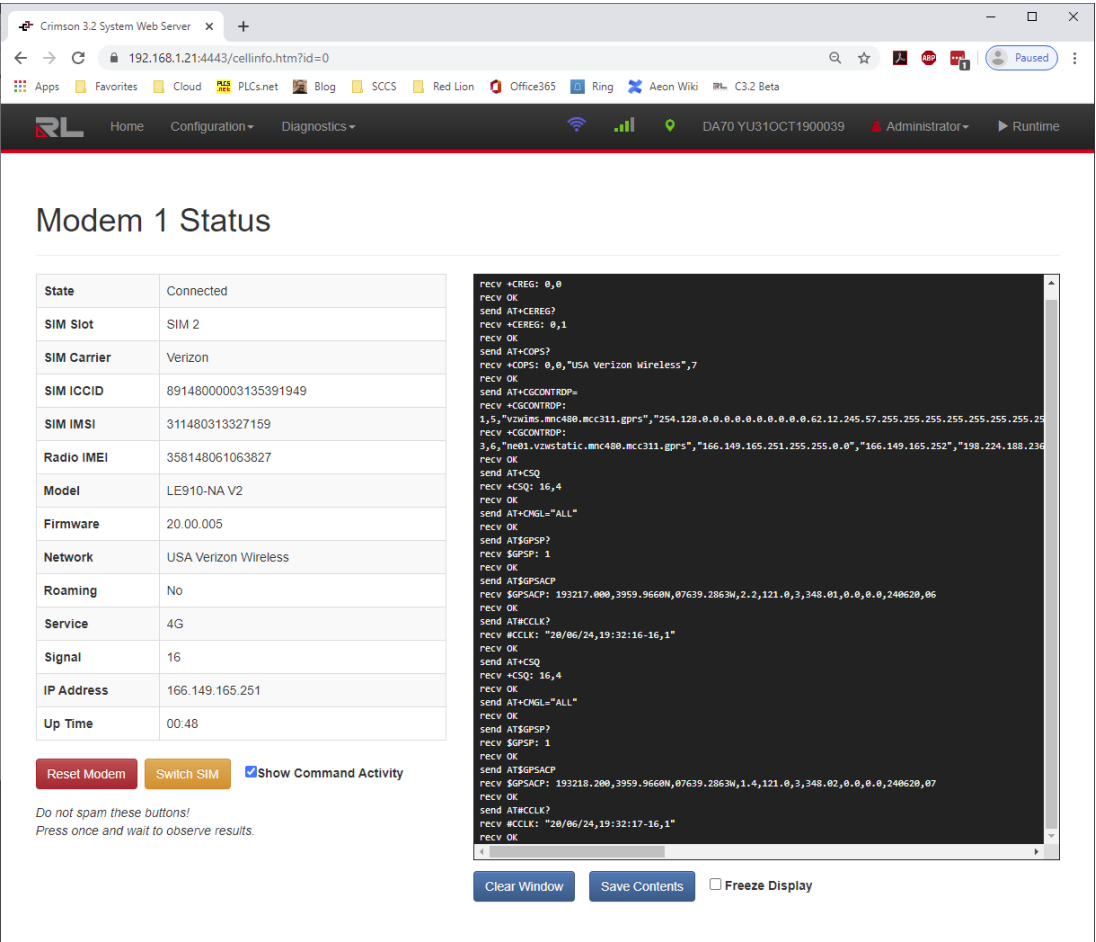 Crimson 3.2 System Web Server
192.168.1.21:4443/cellinfo.htm?id=0
ABP
1
Paused
Apps Favorites Cloud PLCS.net PLCs.net Blog SCCS Red Lion Office365 Ring Aeon Wiki C3.2 Beta
RL Home Configuration Diagnostics DA70 YU31OCT1900039 Administrator Runtime
Modem 1 Status
State Connected
SIM Slot SIM 2
SIM Carrier Verizon
SIM ICCID 89148000003135391949
SIM IMSI 311480313327159
Radio IMEI 358148061063827
Model LE910-NA V2
Firmware 20.00.005
Network USA Verizon Wireless
Roaming No
Service 4G
Signal 16
IP Address 166.149.165.251
Up Time 00:48
Reset Modem Switch SIM Show Command Activity
Do not spam these buttons!
Press once and wait to observe results.
recv +CREG: 0,0
recv OK
send AT+CEREG?
recv +CEREG: 0,1
recv OK
send AT+COPS?
recv +COPS: 0,0,"USA Verizon Wireless",7
recv OK
send AT+CGCONTRDP=
recv +CGCONTRDP:
1,5,"vzwims.mnc480.mcc311.gprs","254.128.0.0.0.0.0.0.0.0.0.62.12.245.57.255.255.255.255.255.255.255.25
recv +CGCONTRDP:
3,6,"ne01.vzwstatic.mnc480.mcc311.gprs","166.149.165.251.255.255.0.0","166.149.165.252","198.224.188.236
recv OK
send AT+CSQ
recv +CSQ: 16,4
recv OK
send AT+CMGL="ALL"
recv OK
send AT$GPSP?
recv $GPSP: 1
recv OK
send AT$GPSACP
recv $GPSACP: 193217.000,3959.9660N,07639.2863W,2.2,121.0,3,348.01,0.0,0.0,240620,06
recv OK
send AT#CCLK?
recv #CCLK: "20/06/24,19:32:16-16,1"
recv OK
send AT+CSQ
recv +CSQ: 16,4
recv OK
send AT+CMGL="ALL"
recv OK
send AT$GPSP?
recv $GPSP: 1
recv OK
send AT$GPSACP
recv $GPSACP: 193218.200,3959.9660N,07639.2863W,1.4,121.0,3,348.02,0.0,0.0,240620,07
recv OK
send AT#CCLK?
recv #CCLK: "20/06/24,19:32:17-16,1"
recv OK
Clear Window Save Contents Freeze Display